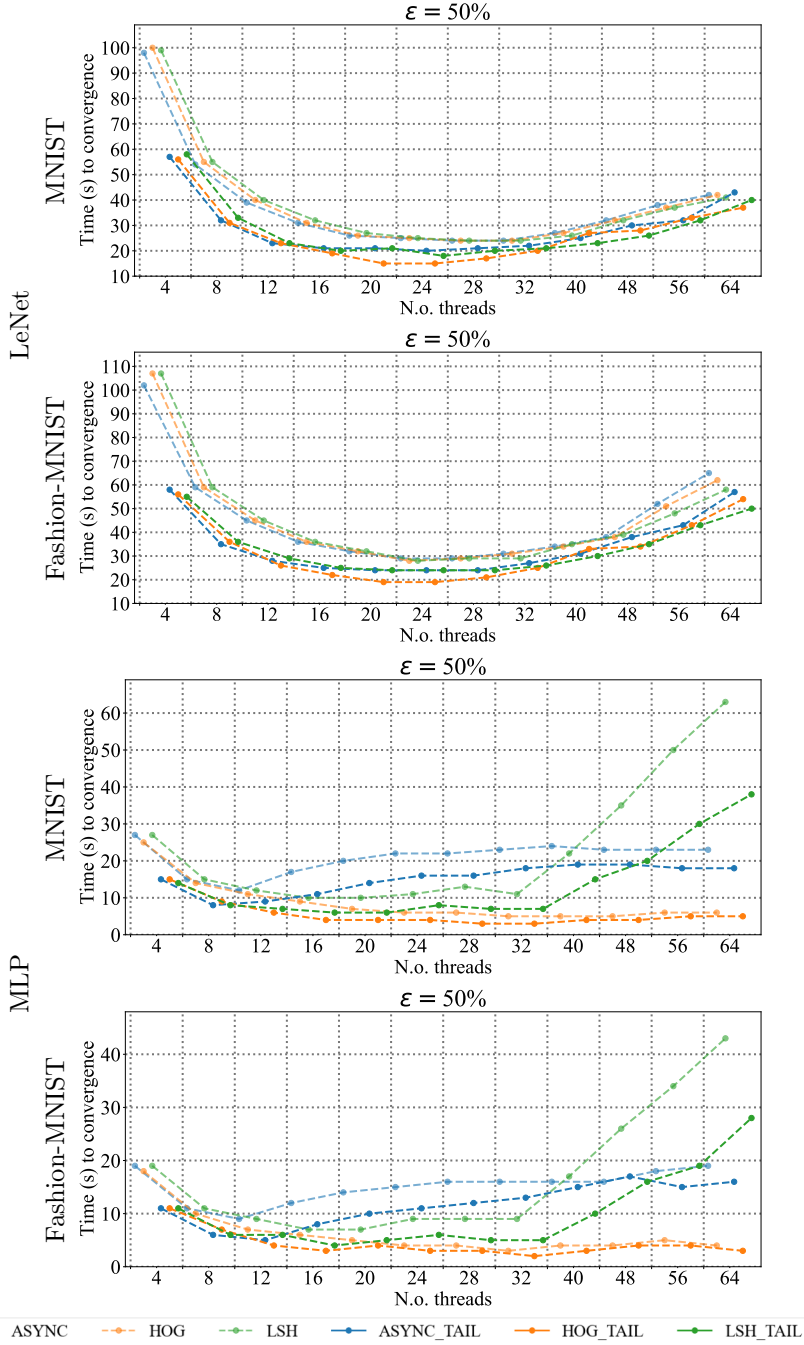 ε = 50%
100
90
80
70
60
50
40
30
20
10
MNIST
Time (s) to convergence
4 8 12 16 20 24 28 32 40 48 56 64
N.o. threads
LeNet
ε = 50%
110
100
90
80
70
60
50
40
30
20
10
Fashion-MNIST
Time (s) to convergence
4 8 12 16 20 24 28 32 40 48 56 64
N.o. threads
ε = 50%
60
50
40
30
20
10
0
MNIST
Time (s) to convergence
4 8 12 16 20 24 28 32 40 48 56 64
N.o. threads
MLP
ε = 50%
40
30
20
10
0
Fashion-MNIST
Time (s) to convergence
4 8 12 16 20 24 28 32 40 48 56 64
N.o. threads
ASYNC HOG LSH ASYNC_TAIL HOG_TAIL LSH_TAIL